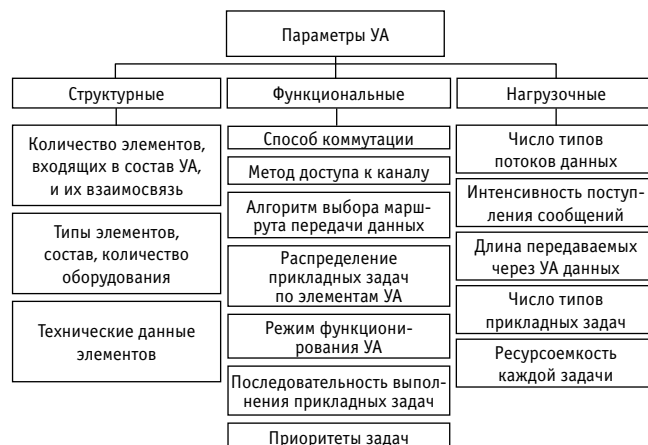 Параметры УА
Структурные
Количество элементов,
входящих в состав УА,
и их взаимосвязь
Типы элементов,
состав, количество
оборудования
Технические данные
элементов
Функциональные
Способ коммутации
Метод доступа к каналу
Алгоритм выбора марш-
рута передачи данных
Распределение
прикладных задач
по элементам УА
Режим функциони-
рования УА
Последовательность выпол-
нения прикладных задач
Приоритеты задач
Нагрузочные
Число типов
потоков данных
Интенсивность поступ-
ления сообщений
Длина передаваемых
через УА данных
Число типов
прикладных задач
Ресурсоемкость
каждой задачи